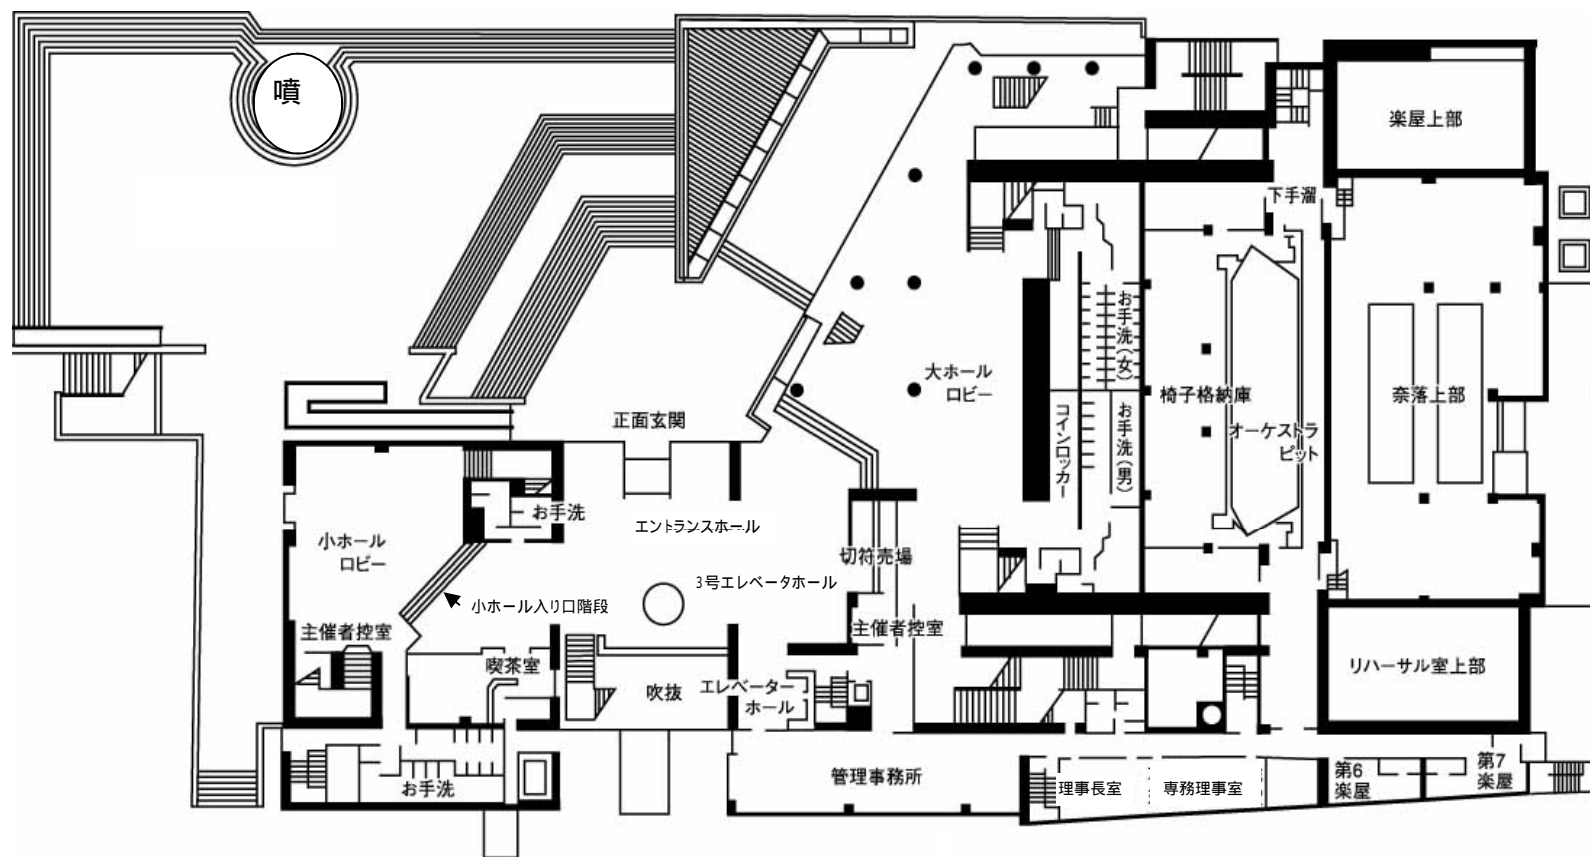 噴
楽屋上部
下手溜
お手洗(女)
大ホール
ロビー
椅子格納庫
奈落上部
正面玄関
コインロッカー
お手洗(男)
オーケストラ
ピット
お手洗
エントランスホール
小ホール
ロビー
切符売場
3号エレベータホール
小ホール入り口階段
主催者控室
主催者控室
喫茶室
リハーサル室上部
吹抜
エレベーター
ホール
管理事務所
お手洗
理事長室
専務理事室
第6
楽屋
第7
楽屋